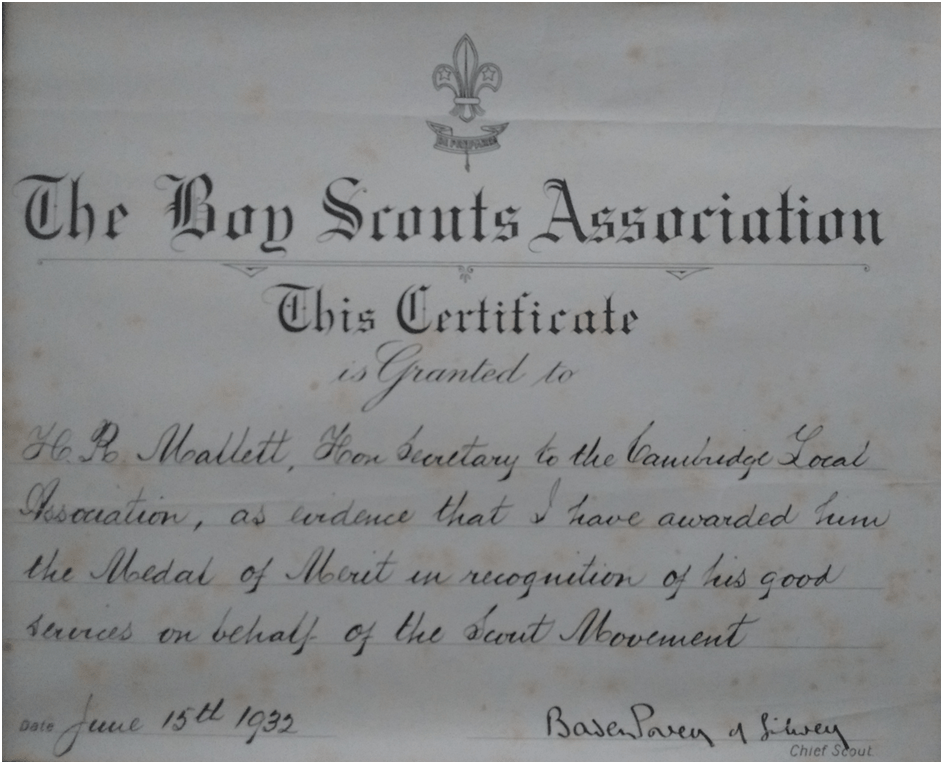 BE PREPARED
The Boy Scouts Association
This Certificate
is Granted to
H. R. Mallett, Hon Secretary to the Cambridge Local
Association, as evidence that I have awarded him
the Medal of Merit in recognition of his good
services on behalf of the Scout Movement
Date June 15th 1932
Baden Powell of Gilwell
Chief Scout.